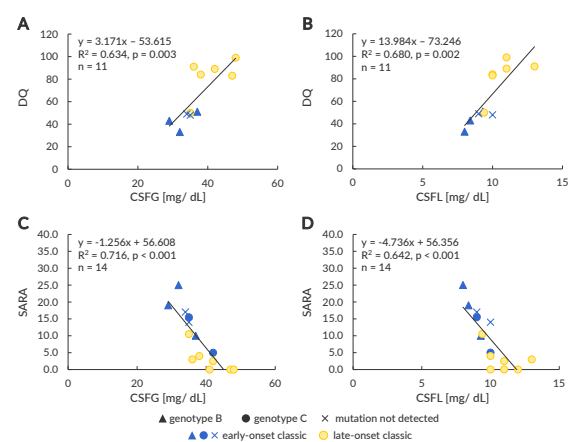 A
y = 3.171x – 53.615
R² = 0.634, p = 0.003
n = 11
DQ
120
100
80
60
40
20
0
0
20
40
60
CSFG [mg/ dL]
B
y = 13.984x – 73.246
R² = 0.680, p = 0.002
n = 11
DQ
120
100
80
60
40
20
0
0
5
10
15
CSFL [mg/ dL]
C
y = -1.256x + 56.608
R² = 0.716, p < 0.001
n = 14
SARA
40.0
35.0
30.0
25.0
20.0
15.0
10.0
5.0
0.0
0
20
40
60
CSFG [mg/ dL]
D
y = -4.736x + 56.356
R² = 0.642, p < 0.001
n = 14
SARA
40.0
35.0
30.0
25.0
20.0
15.0
10.0
5.0
0.0
0
5
10
15
CSFL [mg/ dL]
genotype B genotype C mutation not detected
early-onset classic late-onset classic